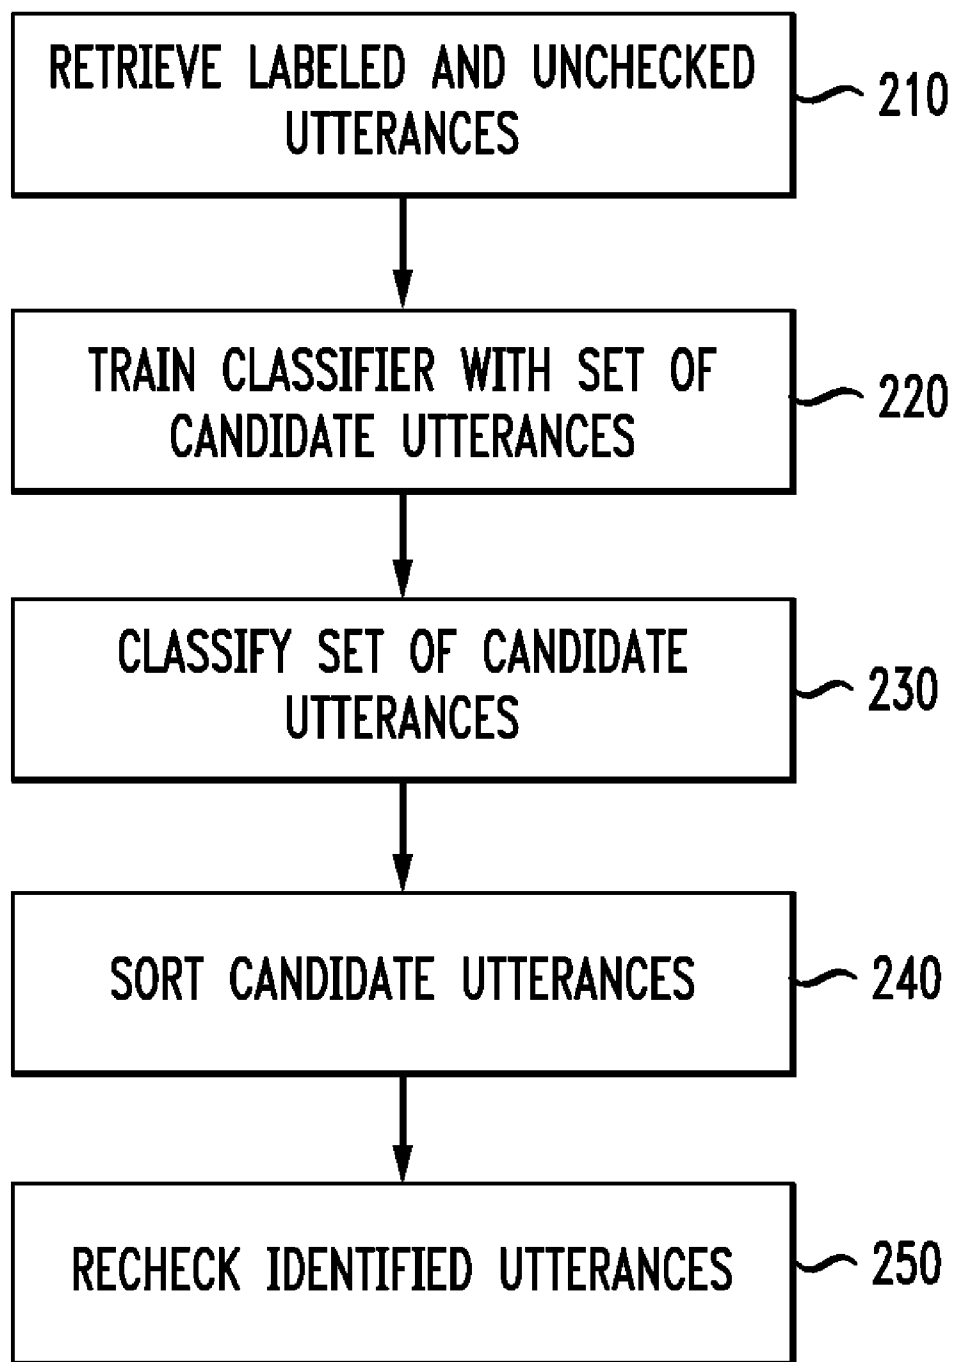 RETRIEVE LABELED AND UNCHECKED
UTTERANCES
210
TRAIN CLASSIFIER WITH SET OF
CANDIDATE UTTERANCES
220
CLASSIFY SET OF CANDIDATE
UTTERANCES
230
SORT CANDIDATE UTTERANCES
240
RECHECK IDENTIFIED UTTERANCES
250